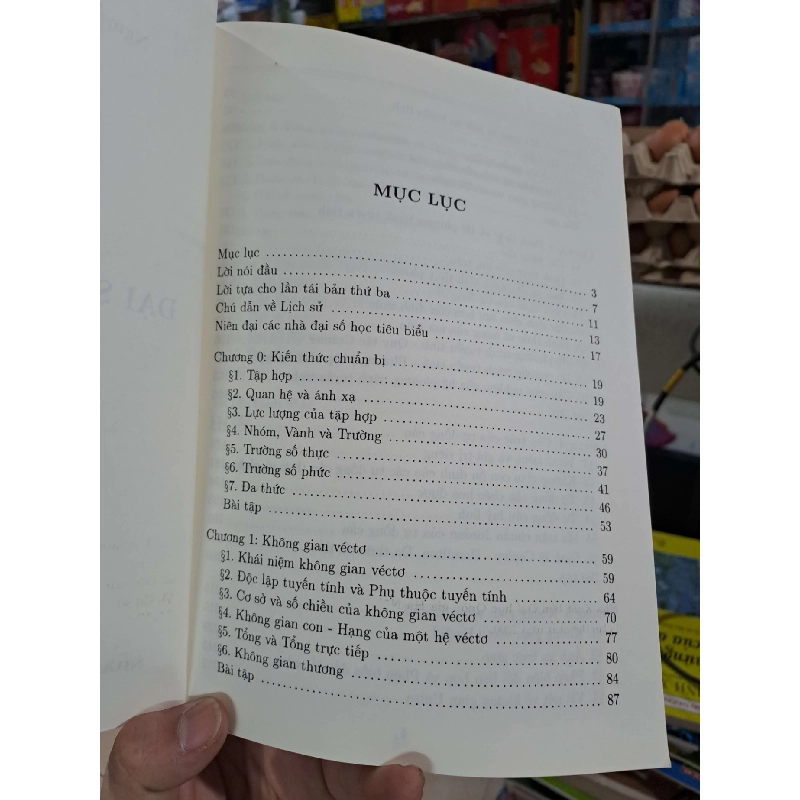 MỤC LỤC
Mục lục ........ 3
Lời nói đầu ........ 7
Lời tựa cho lần tái bản thứ ba ........ 11
Chú dẫn về Lịch sử ........ 13
Niên đại các nhà đại số học tiêu biểu ........ 17
Chương 0: Kiến thức chuẩn bị ........ 19
§1. Tập hợp ........ 19
§2. Quan hệ và ánh xạ ........ 23
§3. Lực lượng của tập hợp ........ 27
§4. Nhóm, Vành và Trường ........ 30
§5. Trường số thực ........ 37
§6. Trường số phức ........ 41
§7. Đa thức ........ 46
Bài tập ........ 53
Chương 1: Không gian véctơ ........ 59
§1. Khái niệm không gian véctơ ........ 59
§2. Độc lập tuyến tính và Phụ thuộc tuyến tính ........ 64
§3. Cơ sở và số chiều của không gian véctơ ........ 70
§4. Không gian con - Hạng của một hệ véctơ ........ 77
§5. Tổng và Tổng trực tiếp ........ 80
§6. Không gian thương ........ 84
Bài tập ........ 87